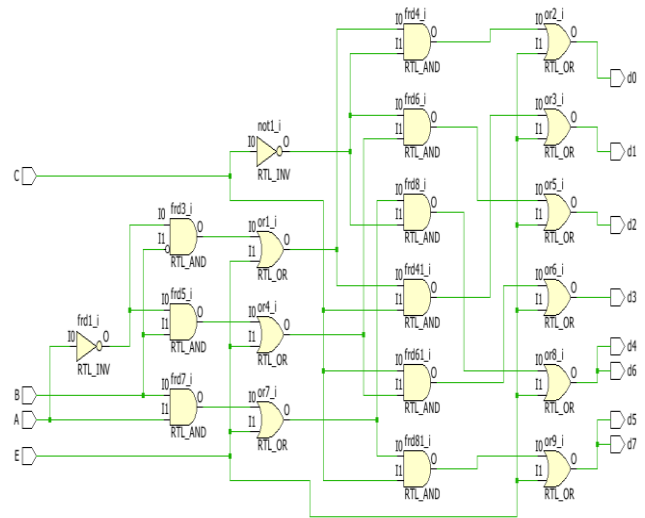 frd4_i
I0
O
I1
RTL_AND
or2_i
I0
O
I1
RTL_OR
d0
not1_i
I0
O
RTL_INV
frd6_i
I0
O
I1
RTL_AND
or3_i
I0
O
I1
RTL_OR
d1
C
frd3_i
I0
O
I1
RTL_AND
or1_i
I0
O
I1
RTL_OR
frd8_i
I0
O
I1
RTL_AND
or5_i
I0
O
I1
RTL_OR
d2
frd1_i
I0
O
RTL_INV
frd5_i
I0
O
I1
RTL_AND
or4_i
I0
O
I1
RTL_OR
frd41_i
I0
O
I1
RTL_AND
or6_i
I0
O
I1
RTL_OR
d3
B
A
E
frd7_i
I0
O
I1
RTL_AND
or7_i
I0
O
I1
RTL_OR
frd61_i
I0
O
I1
RTL_AND
or8_i
I0
O
I1
RTL_OR
d4
d6
frd81_i
I0
O
I1
RTL_AND
or9_i
I0
O
I1
RTL_OR
d5
d7